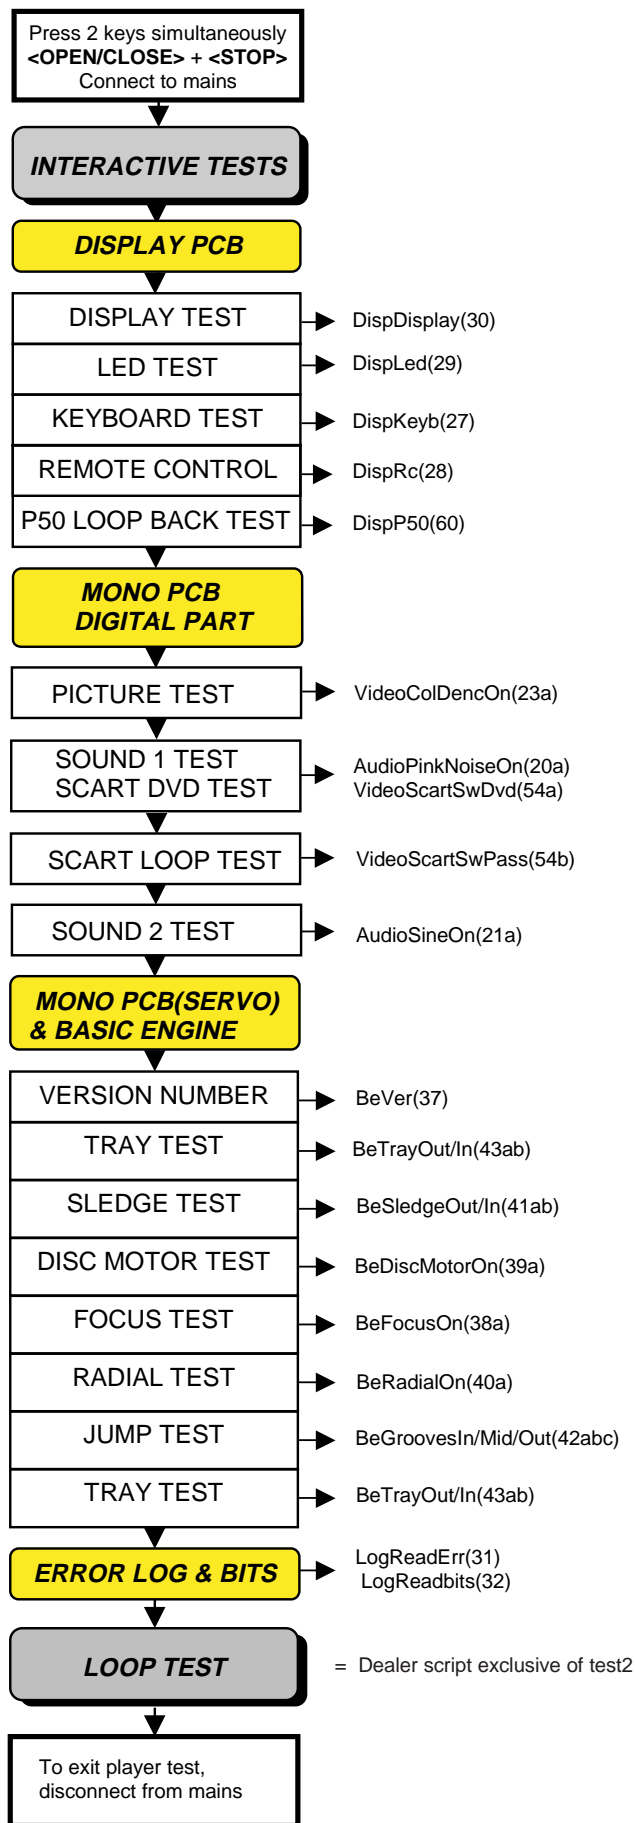 Press 2 keys simultaneously
<OPEN/CLOSE> + <STOP>
Connect to mains
INTERACTIVE TESTS
DISPLAY PCB
DISPLAY TEST
DispDisplay(30)
LED TEST
DispLed(29)
KEYBOARD TEST
DispKeyb(27)
REMOTE CONTROL
DispRc(28)
P50 LOOP BACK TEST
DispP50(60)
MONO PCB
DIGITAL PART
PICTURE TEST
VideoColDencOn(23a)
SOUND 1 TEST
SCART DVD TEST
AudioPinkNoiseOn(20a)
VideoScartSwDvd(54a)
SCART LOOP TEST
VideoScartSwPass(54b)
SOUND 2 TEST
AudioSineOn(21a)
MONO PCB(SERVO)
& BASIC ENGINE
VERSION NUMBER
BeVer(37)
TRAY TEST
BeTrayOut/In(43ab)
SLEDGE TEST
BeSledgeOut/In(41ab)
DISC MOTOR TEST
BeDiscMotorOn(39a)
FOCUS TEST
BeFocusOn(38a)
RADIAL TEST
BeRadialOn(40a)
JUMP TEST
BeGroovesIn/Mid/Out(42abc)
TRAY TEST
BeTrayOut/In(43ab)
ERROR LOG & BITS
LogReadErr(31)
LogReadbits(32)
LOOP TEST
= Dealer script exclusive of test2
To exit player test,
disconnect from mains